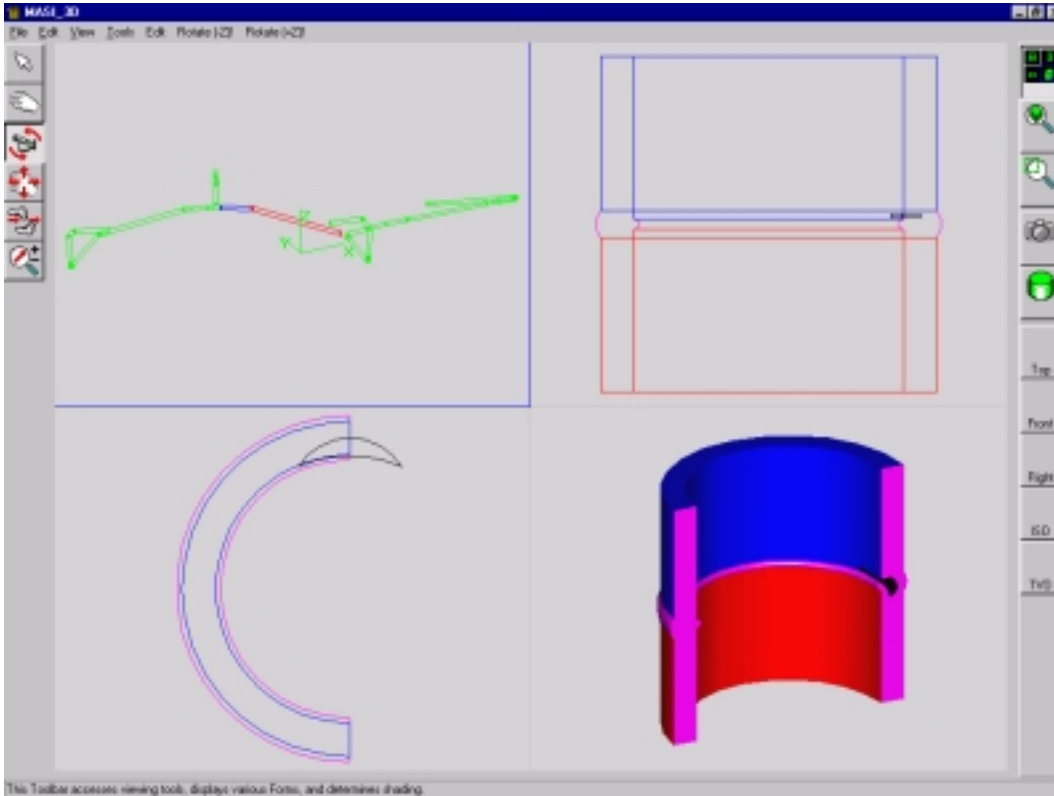 MASI_3D
File Edit View Tools Edit Rotate (-Z)! Rotate (+Z)!
Y
X
Top
Front
Right
ISO
This Toolbar accesses viewing tools, displays various Forms, and determines shading.